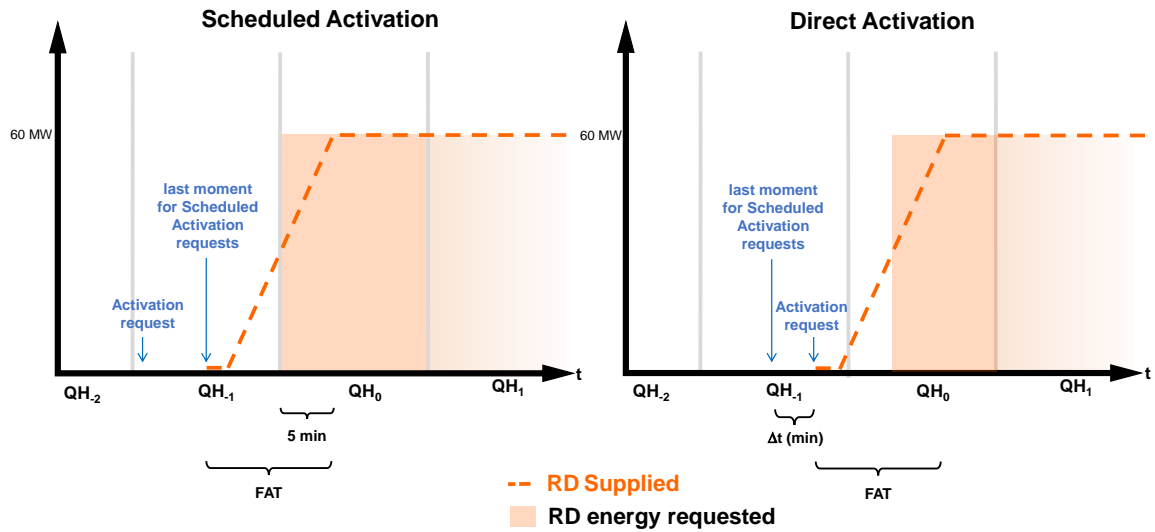 Scheduled Activation
60 MW
last moment
for Scheduled
Activation
requests
Activation
request
t
QH-2
QH-1
QH0
QH1
5 min
FAT
Direct Activation
60 MW
last moment
for Scheduled
Activation
requests
Activation
request
t
QH-2
QH-1
QH0
QH1
Δt (min)
FAT
RD Supplied
RD energy requested